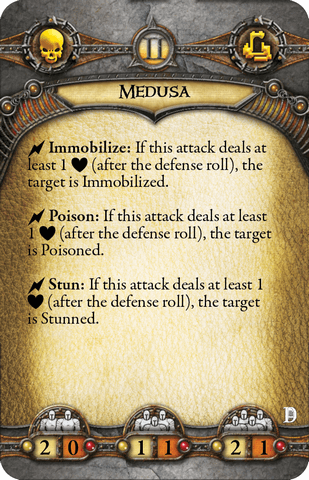 II
Medusa
Immobilize: If this attack deals at
least 1 (after the defense roll), the
target is Immobilized.
Poison: If this attack deals at least
1 (after the defense roll), the target
is Poisoned.
Stun: If this attack deals at least 1
(after the defense roll), the target
is Stunned.
D
2 0 1 1 2 1